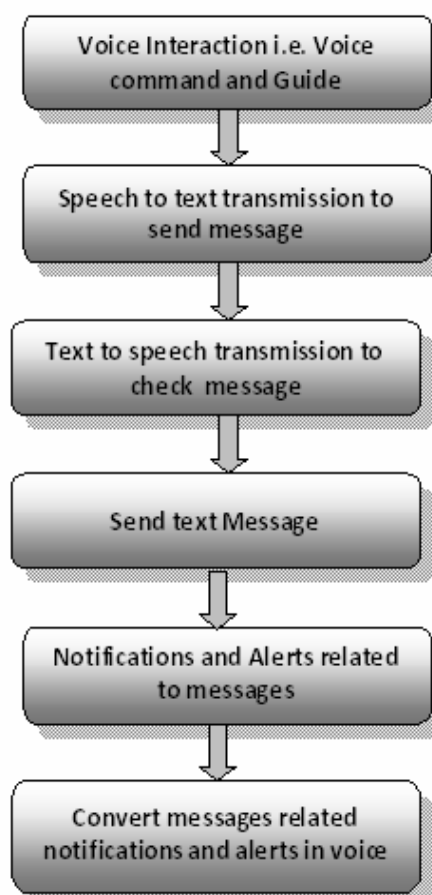 Voice Interaction i.e. Voice
command and Guide
Speech to text transmission to
send message
Text to speech transmission to
check message
Send text Message
Notifications and Alerts related
to messages
Convert messages related
notifications and alerts in voice